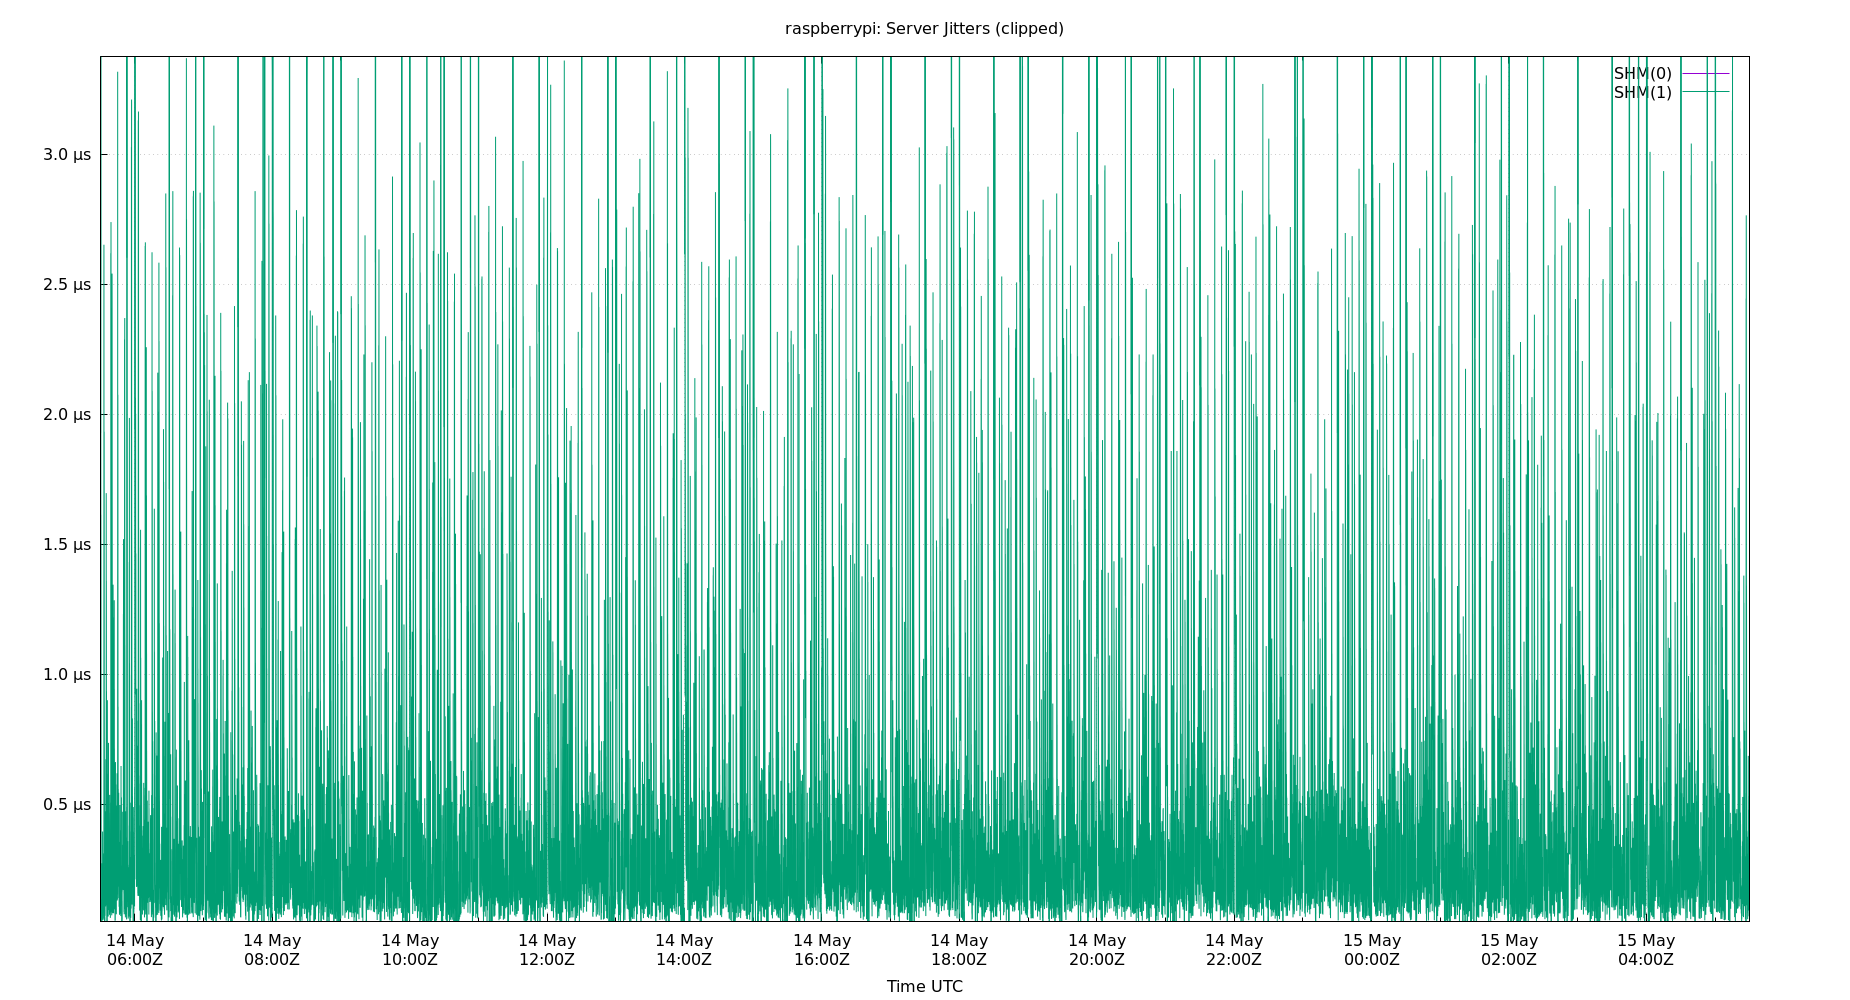 raspberrypi: Server Jitters (clipped)
SHM(0)
SHM(1)
3.0 µs
2.5 µs
2.0 µs
1.5 µs
1.0 µs
0.5 µs
14 May 14 May 14 May 14 May 14 May 14 May 14 May 14 May 14 May 15 May 15 May 15 May
06:00Z 08:00Z 10:00Z 12:00Z 14:00Z 16:00Z 18:00Z 20:00Z 22:00Z 00:00Z 02:00Z 04:00Z
Time UTC